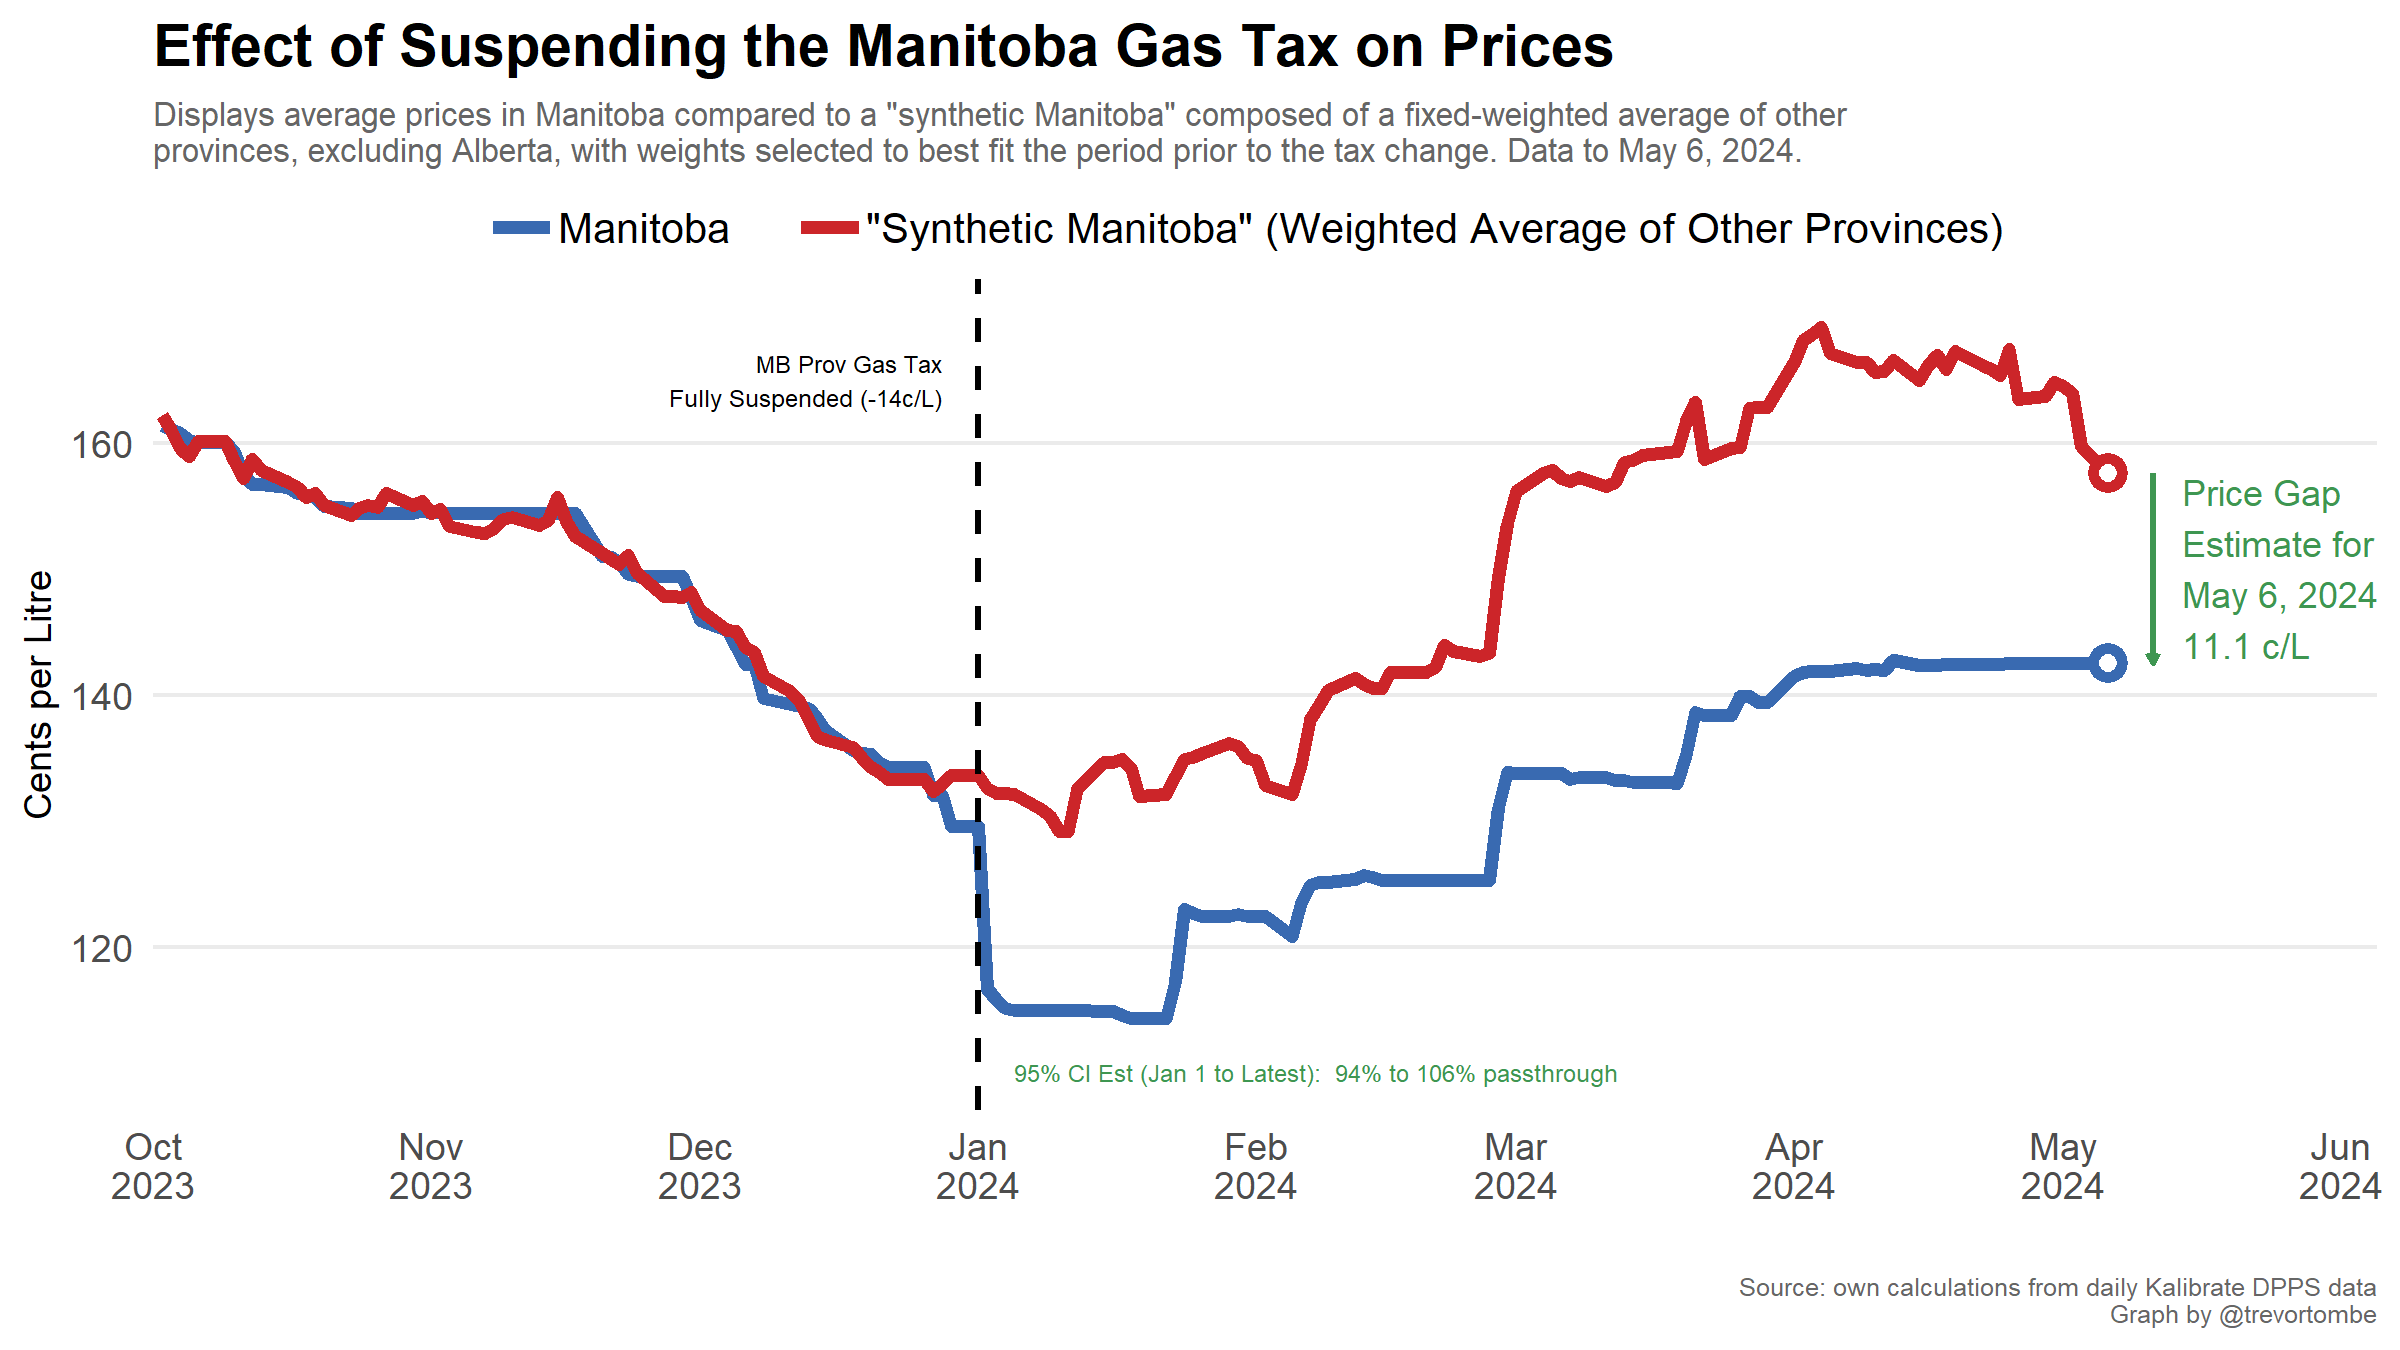 Effect of Suspending the Manitoba Gas Tax on Prices
Displays average prices in Manitoba compared to a "synthetic Manitoba" composed of a fixed-weighted average of other
provinces, excluding Alberta, with weights selected to best fit the period prior to the tax change. Data to May 6, 2024.
Manitoba
"Synthetic Manitoba" (Weighted Average of Other Provinces)
MB Prov Gas Tax
Fully Suspended (-14c/L)
160
140
120
Cents per Litre
Price Gap
Estimate for
May 6, 2024
11.1 c/L
95% CI Est (Jan 1 to Latest): 94% to 106% passthrough
Oct Nov Dec Jan Feb Mar Apr May Jun
2023 2023 2023 2024 2024 2024 2024 2024 2024
Source: own calculations from daily Kalibrate DPPS data
Graph by @trevortombe